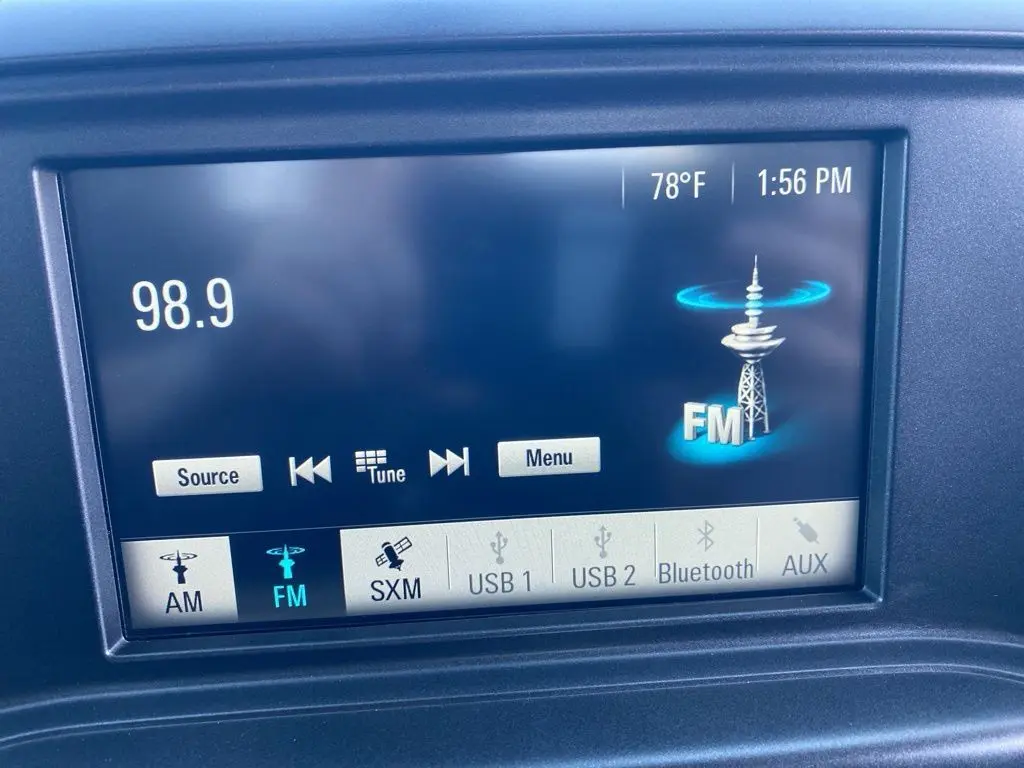 78°F 1:56 PM
98.9
FM
Source Tune Menu
AM FM SXM USB 1 USB 2 Bluetooth AUX